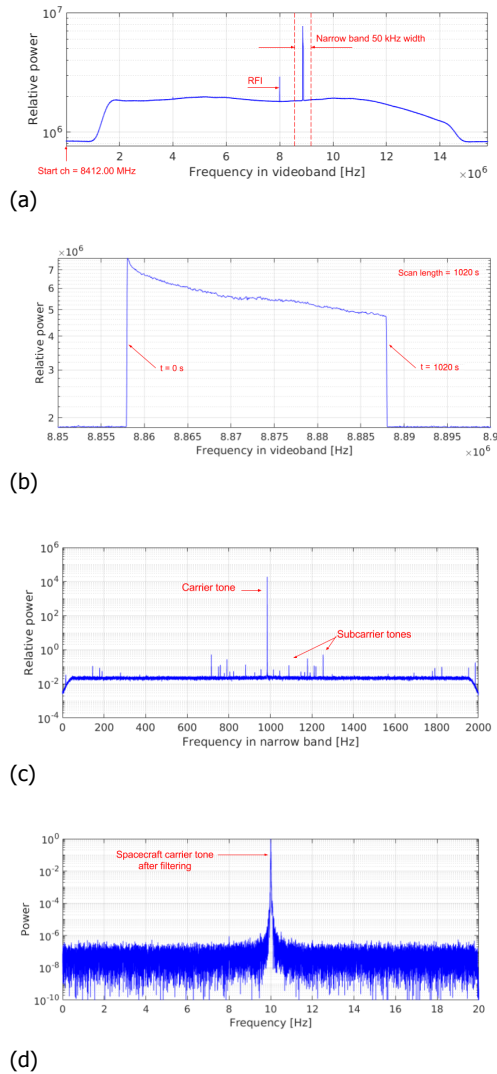 10^7
Narrow band 50 kHz width
RFI
Relative power
10^6
2 4 6 8 10 12 14
Start ch = 8412.00 MHz
Frequency in videoband [Hz]
×10^6
(a)
×10^6
7
6
5
4
3
2
Scan length = 1020 s
Relative power
t = 0 s
t = 1020 s
8.85 8.855 8.86 8.865 8.87 8.875 8.88 8.885 8.89 8.895 8.9
Frequency in videoband [Hz]
×10^6
(b)
10^6
10^4
10^2
10^0
10^-2
10^-4
Carrier tone
Subcarrier tones
Relative power
0 200 400 600 800 1000 1200 1400 1600 1800 2000
Frequency in narrow band [Hz]
(c)
10^0
10^-2
10^-4
10^-6
10^-8
10^-10
Spacecraft carrier tone
after filtering
Power
0 2 4 6 8 10 12 14 16 18 20
Frequency [Hz]
(d)